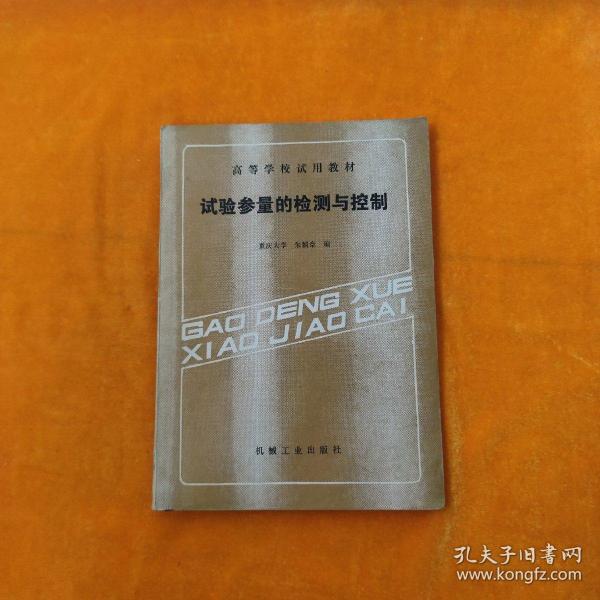 高等学校试用教材
试验参量的检测与控制
重庆大学 编
GAO DENG XUE
XIAO JIAO CAI
机械工业出版社
孔夫子旧書网
www.kongfz.com